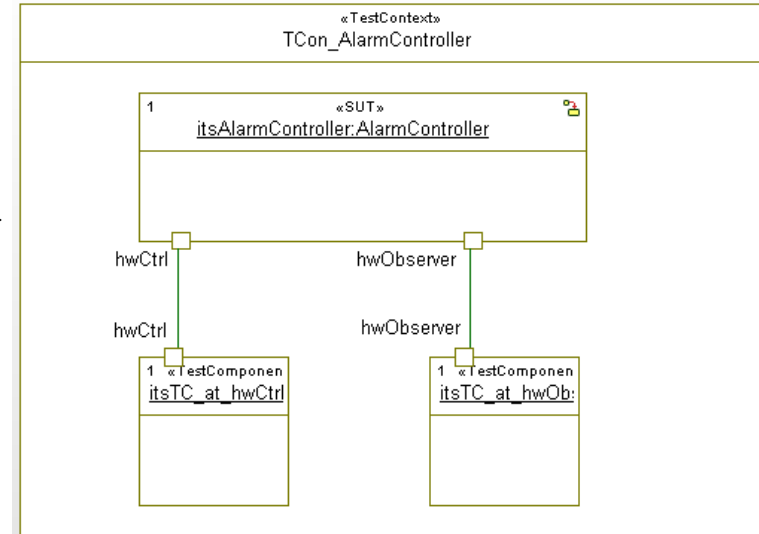 «TestContext»
TCon_AlarmController
1 «SUT»
itsAlarmController:AlarmController
hwCtrl hwObserver
hwCtrl hwObserver
1 «TestComponen 1 «TestComponen
itsTC_at_hwCtrl itsTC_at_hwOb